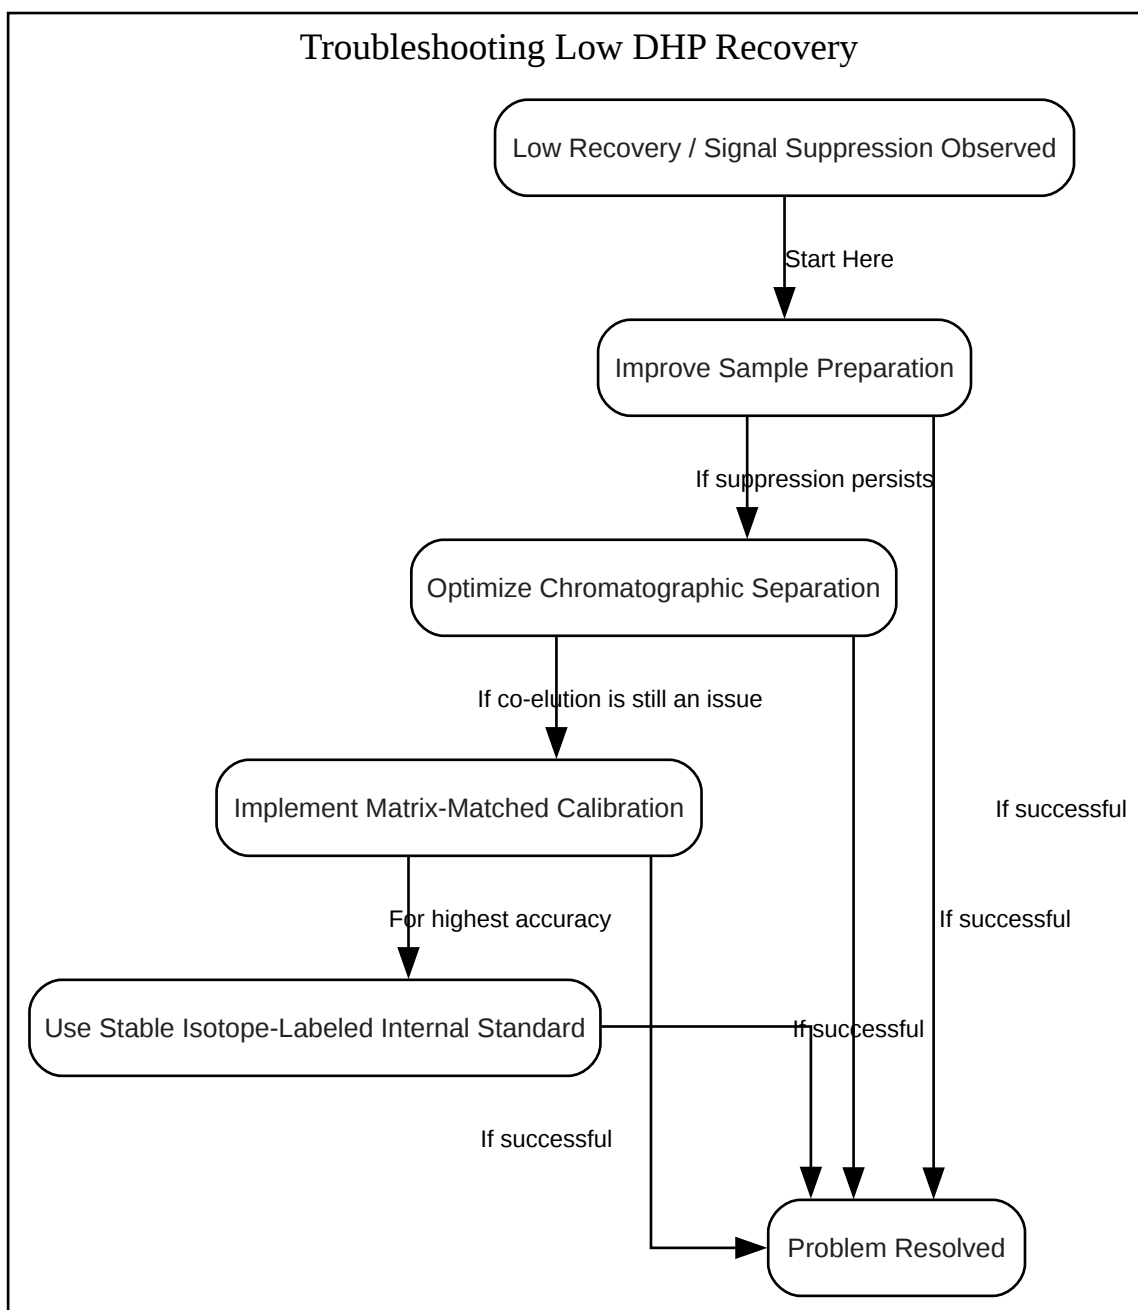 Troubleshooting Low DHP Recovery
Low Recovery / Signal Suppression Observed
Start Here
Improve Sample Preparation
If suppression persists
Optimize Chromatographic Separation
If co-elution is still an issue
Implement Matrix-Matched Calibration
If successful
For highest accuracy
If successful
Use Stable Isotope-Labeled Internal Standard
If successful
If successful
Problem Resolved